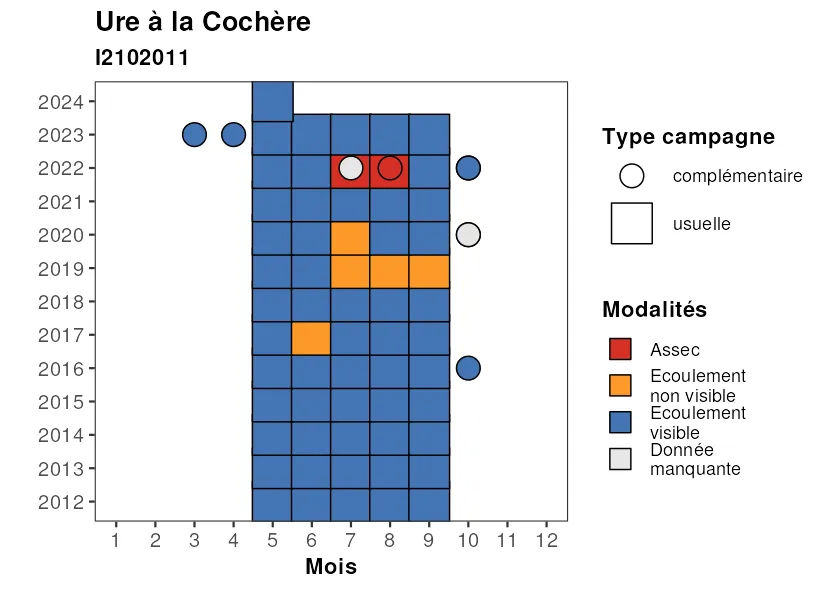 Ure à la Cochère
I2102011
2024
2023
2022
2021
2020
2019
2018
2017
2016
2015
2014
2013
2012
1 2 3 4 5 6 7 8 9 10 11 12
Mois
Type campagne
complémentaire
usuelle
Modalités
Assec
Ecoulement
non visible
Ecoulement
visible
Donnée
manquante